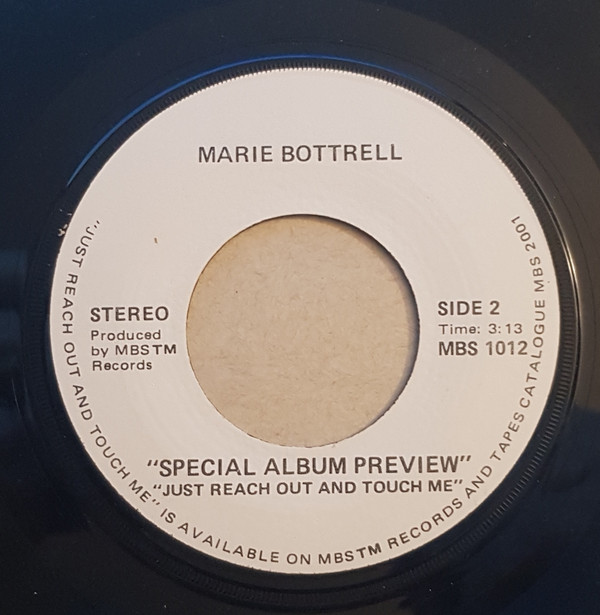 MARIE BOTTRELL
STEREO
Produced
by MBSTM
Records
SIDE 2
Time: 3:13
MBS 1012
"SPECIAL ALBUM PREVIEW"
"JUST REACH OUT AND TOUCH ME"
"JUST REACH OUT AND TOUCH ME" IS AVAILABLE ON MBSTM RECORDS AND TAPES CATALOGUE MBS 2001